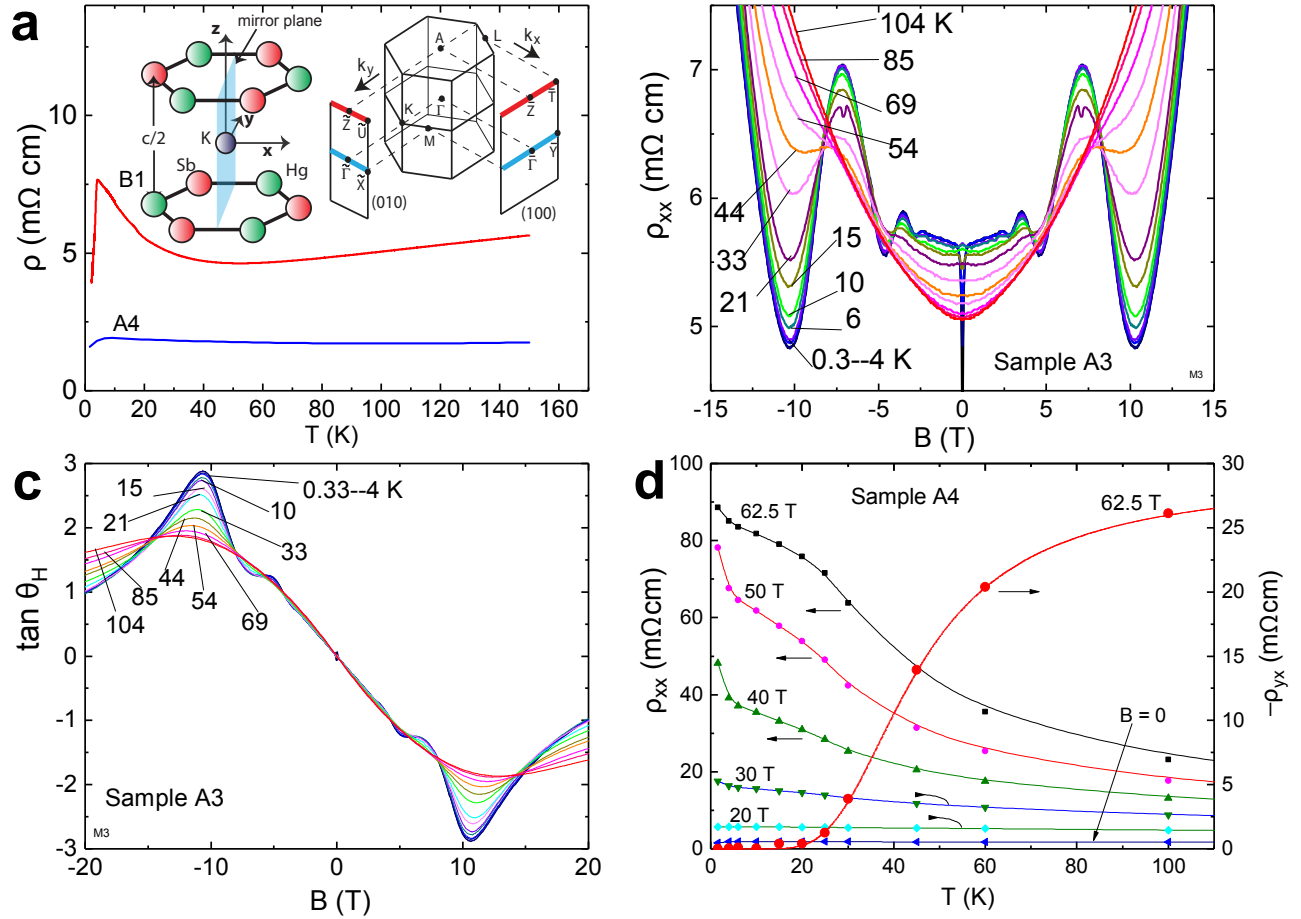 a
15
10
5
0
ρ (mΩ cm)
0
20
40
60
80
100
120
140
160
T (K)
B1
A4
z
mirror plane
c/2
K
y
x
Sb
Hg
A
L
k_x
k_y
K
Γ
M
Z̃
Ũ
Γ̃
X̃
(010)
T̄
Z̄
Ȳ
Γ̄
(100)
7
6
5
ρ_xx (mΩ cm)
-15
-10
-5
0
5
10
15
B (T)
104 K
85
69
54
44
33
21
15
10
6
0.3--4 K
Sample A3
M3
c
3
2
1
0
-1
-2
-3
tan θ_H
-20
-10
0
10
20
B (T)
0.33--4 K
15
10
21
33
44
54
69
85
104
Sample A3
M3
d
100
80
60
40
20
0
ρ_xx (mΩcm)
30
25
20
15
10
5
0
–ρ_yx (mΩcm)
0
20
40
60
80
100
T (K)
Sample A4
62.5 T
62.5 T
50 T
40 T
30 T
20 T
B = 0